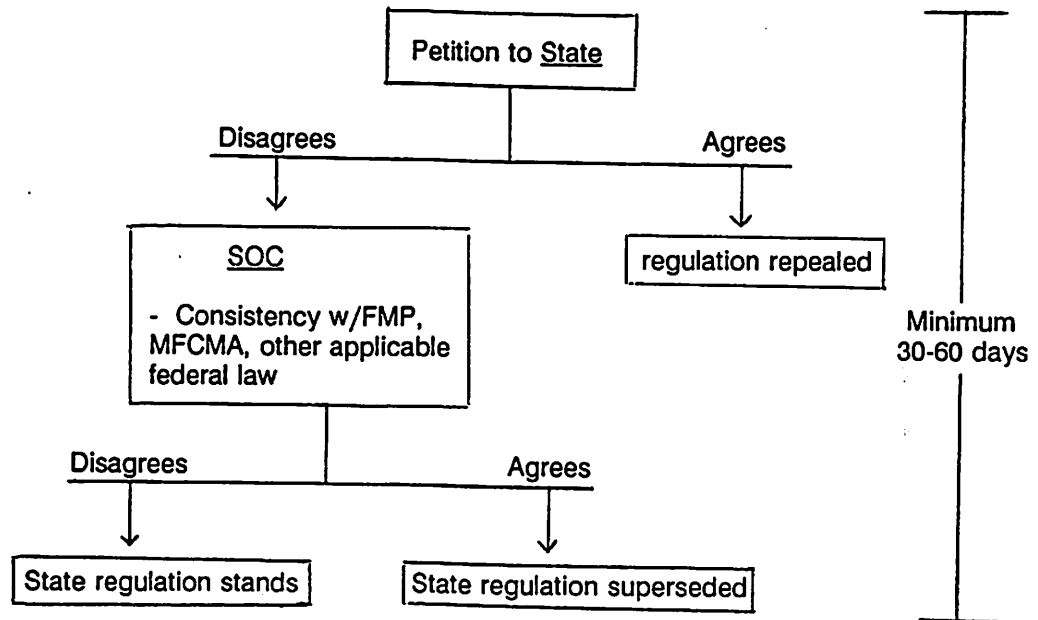 Petition to State
Disagrees
Agrees
SOC
- Consistency w/FMP,
MFCMA, other applicable
federal law
regulation repealed
Minimum
30-60 days
Disagrees
Agrees
State regulation stands
State regulation superseded